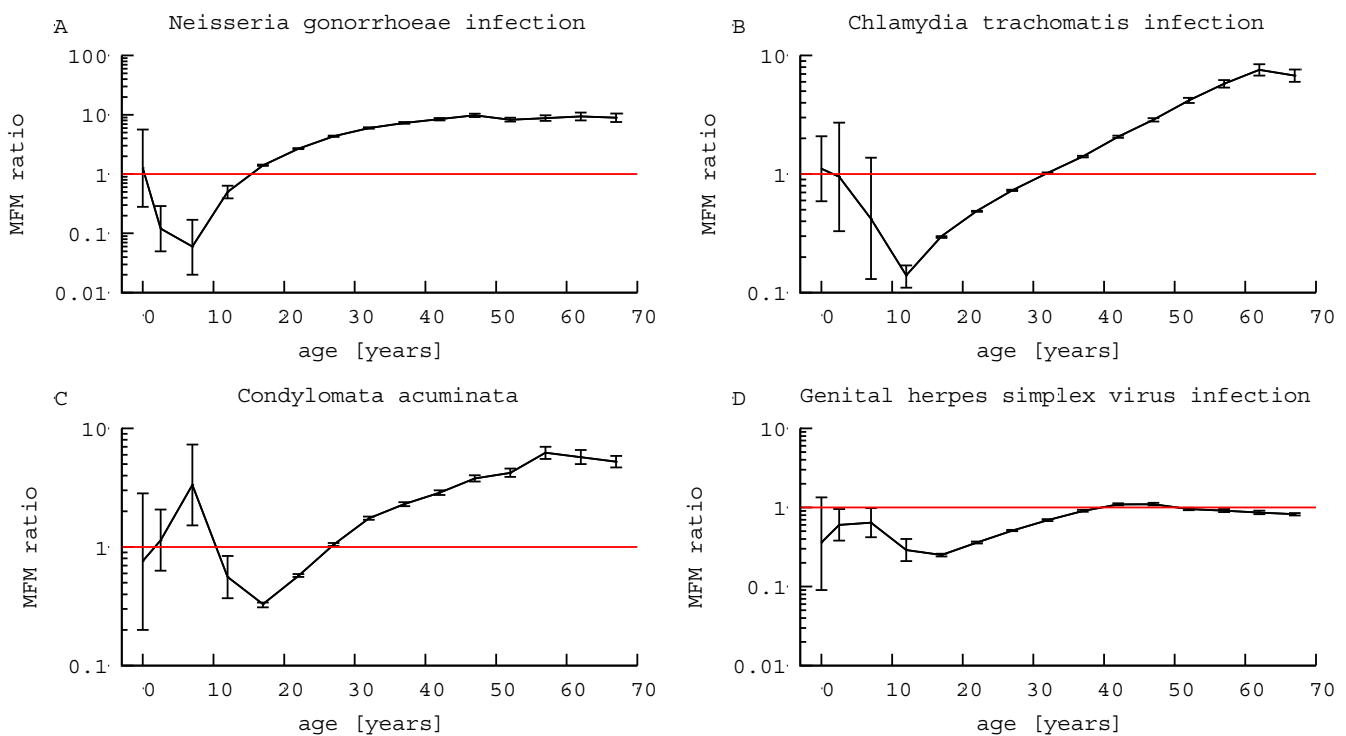 A Neisseria gonorrhoeae infection
100
10
1
0.1
0.01
MFM ratio
0 10 20 30 40 50 60 70
age [years]
B Chlamydia trachomatis infection
10
1
0.1
MFM ratio
0 10 20 30 40 50 60 70
age [years]
C Condylomata acuminata
10
1
0.1
MFM ratio
0 10 20 30 40 50 60 70
age [years]
D Genital herpes simplex virus infection
10
1
0.1
0.01
MFM ratio
0 10 20 30 40 50 60 70
age [years]